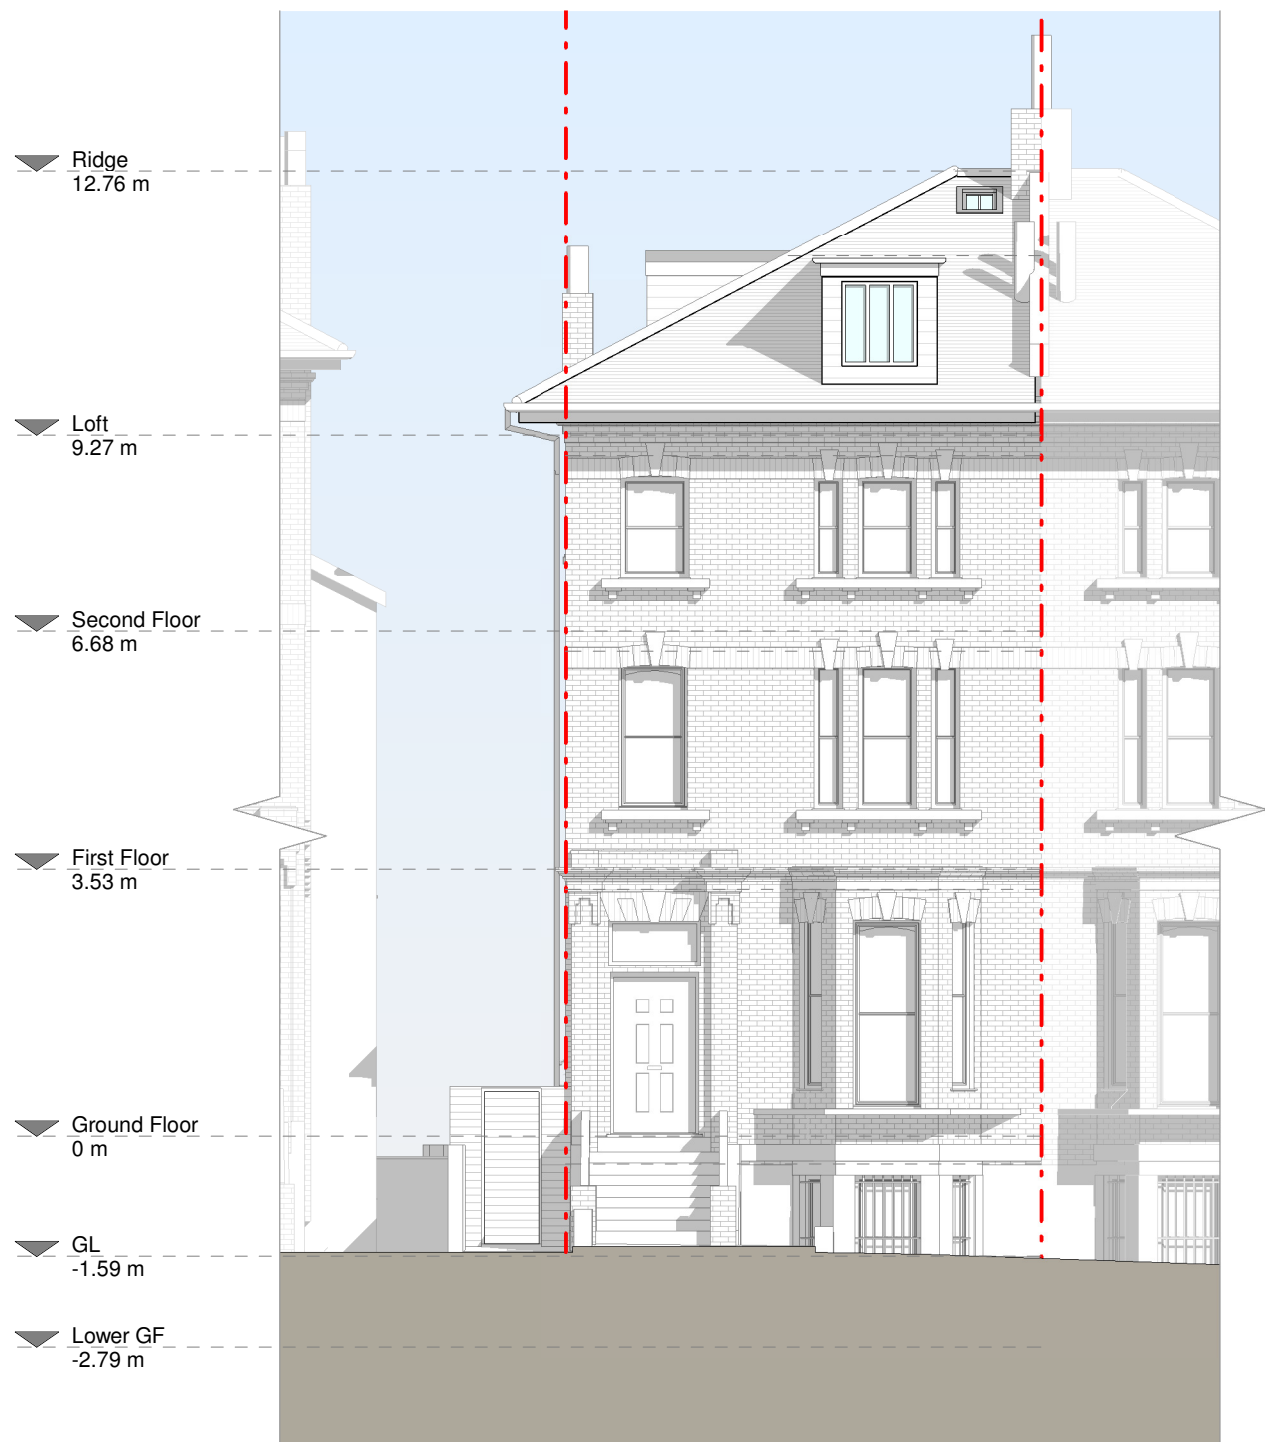 Ridge
12.76 m
Loft
9.27 m
Second Floor
6.68 m
First Floor
3.53 m
Ground Floor
0 m
GL
-1.59 m
Lower GF
-2.79 m